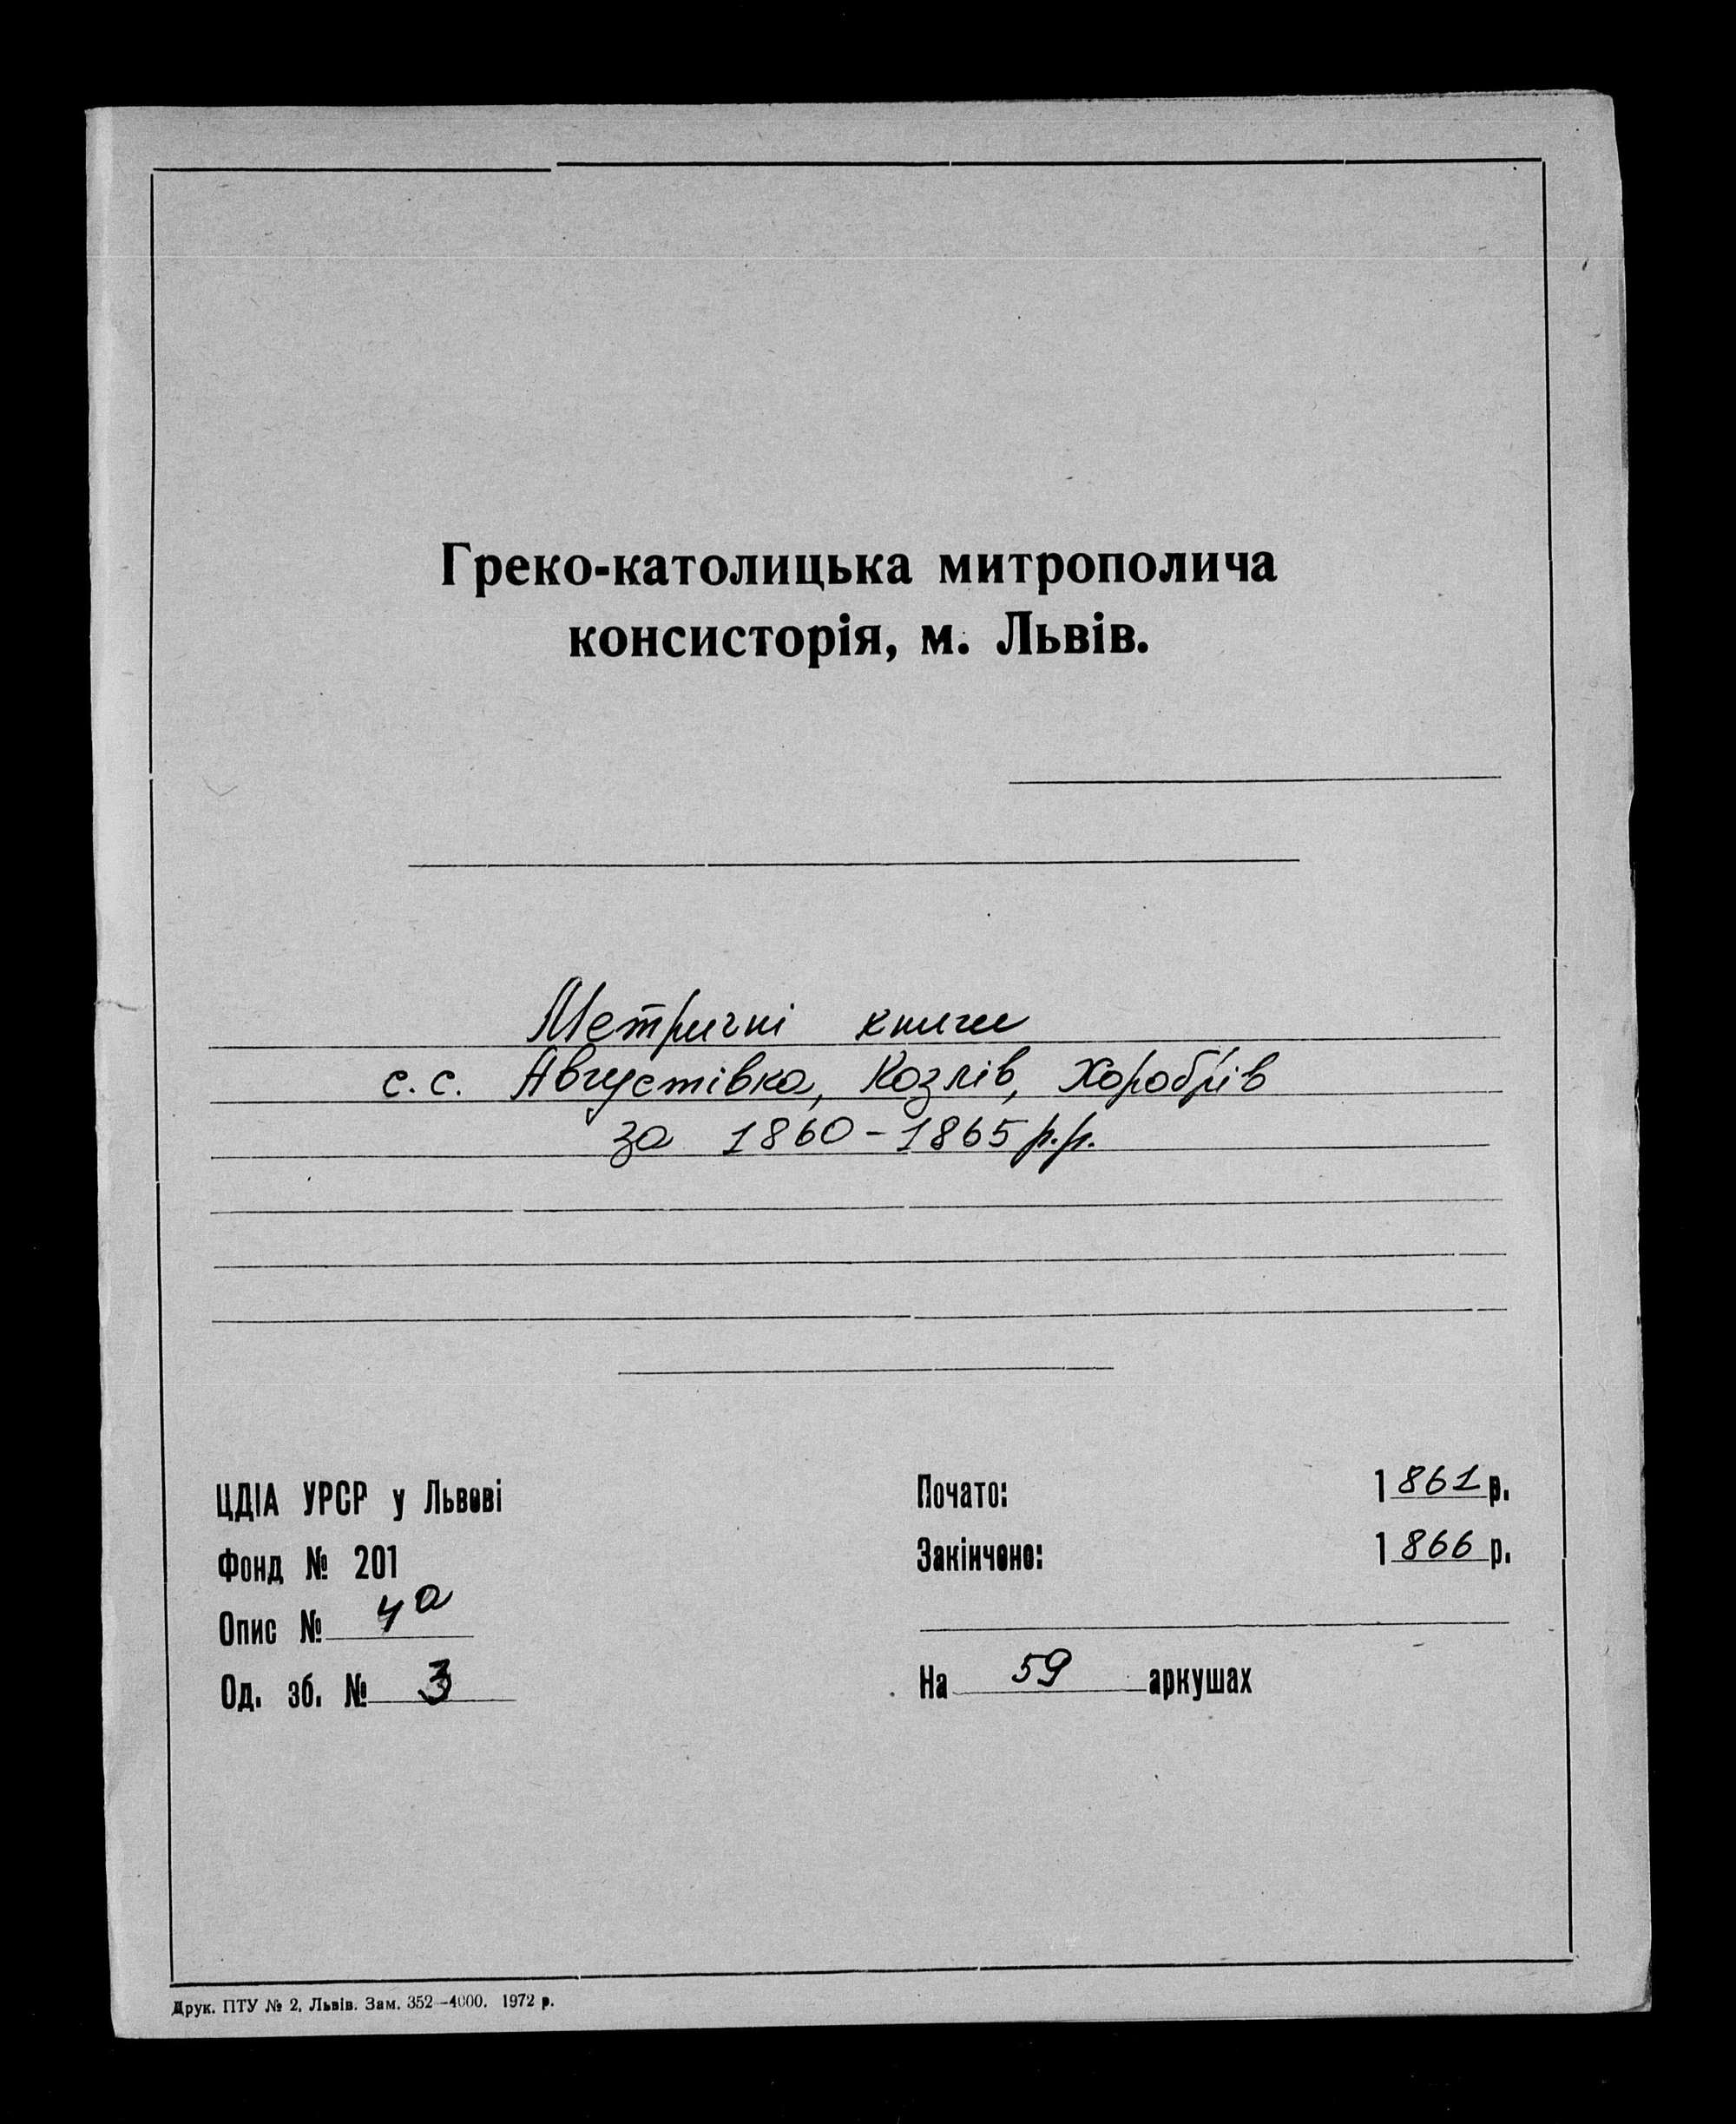 Греко-католицька митрополича
консисторія, м. Львів.
Метричні книги
с.с. Августівка, Козлів, Хоробрів
за 1860-1865 р.р.
ЦДІА УРСР у Львові
Фонд № 201
Опис № 4а
Од. зб. № 3
Почато: 1861 р.
Закінчено: 1866 р.
На 59 аркушах
Друк. ПТУ № 2, Львів. Зам. 352—4000. 1972 р.